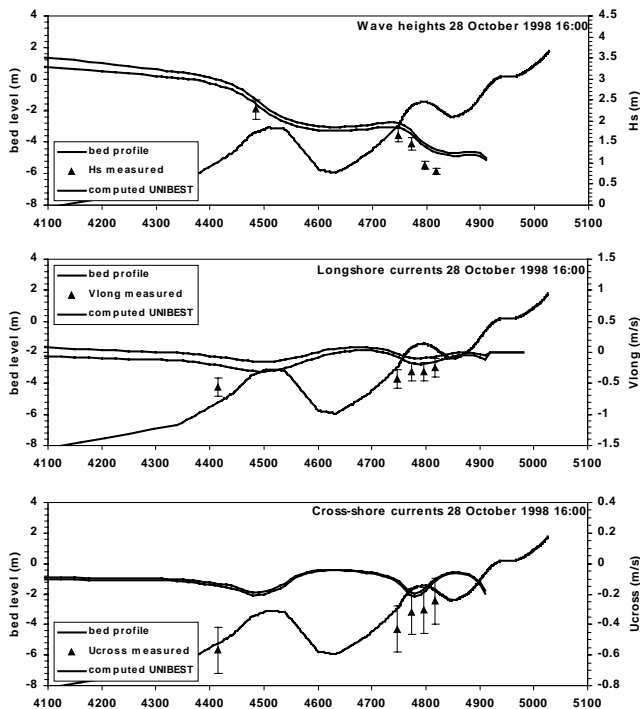 Wave heights 28 October 1998 16:00
bed level (m)
4
2
0
-2
-4
-6
-8
bed profile
Hs measured
computed UNIBEST
4.5
4
3.5
3
2.5
2
1.5
1
0.5
0
Hs (m)
4100 4200 4300 4400 4500 4600 4700 4800 4900 5000 5100
Longshore currents 28 October 1998 16:00
bed level (m)
4
2
0
-2
-4
-6
-8
bed profile
Vlong measured
computed UNIBEST
1.5
1
0.5
0
-0.5
-1
-1.5
Vlong (m/s)
4100 4200 4300 4400 4500 4600 4700 4800 4900 5000 5100
Cross-shore currents 28 October 1998 16:00
bed level (m)
4
2
0
-2
-4
-6
-8
bed profile
Ucross measured
computed UNIBEST
0.4
0.2
0
-0.2
-0.4
-0.6
-0.8
Ucross (m/s)
4100 4200 4300 4400 4500 4600 4700 4800 4900 5000 5100